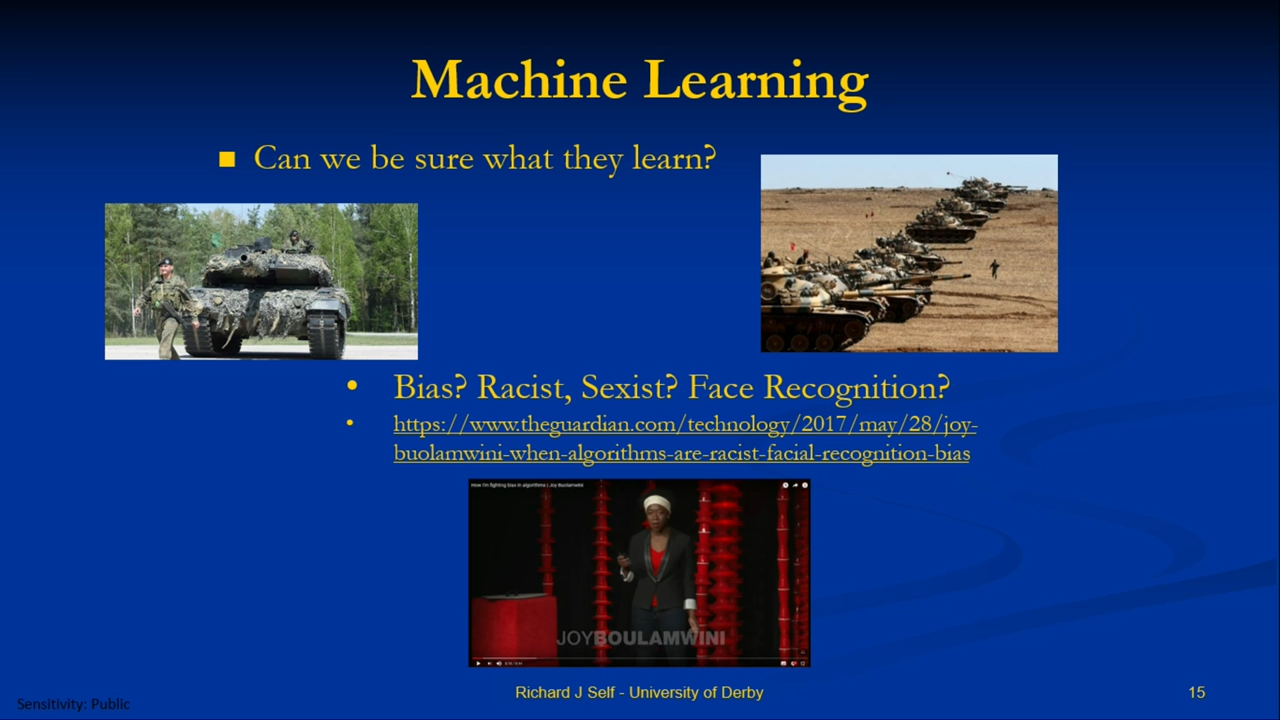 Machine Learning
Can we be sure what they learn?
Bias? Racist, Sexist? Face Recognition?
https://www.theguardian.com/technology/2017/may/28/joy-
buolamwini-when-algorithms-are-racist-facial-recognition-bias
How I'm fighting bias in algorithms | Joy Buolamwini
JOYBOULAMWINI
Richard J Self - University of Derby
15
Sensitivity: Public